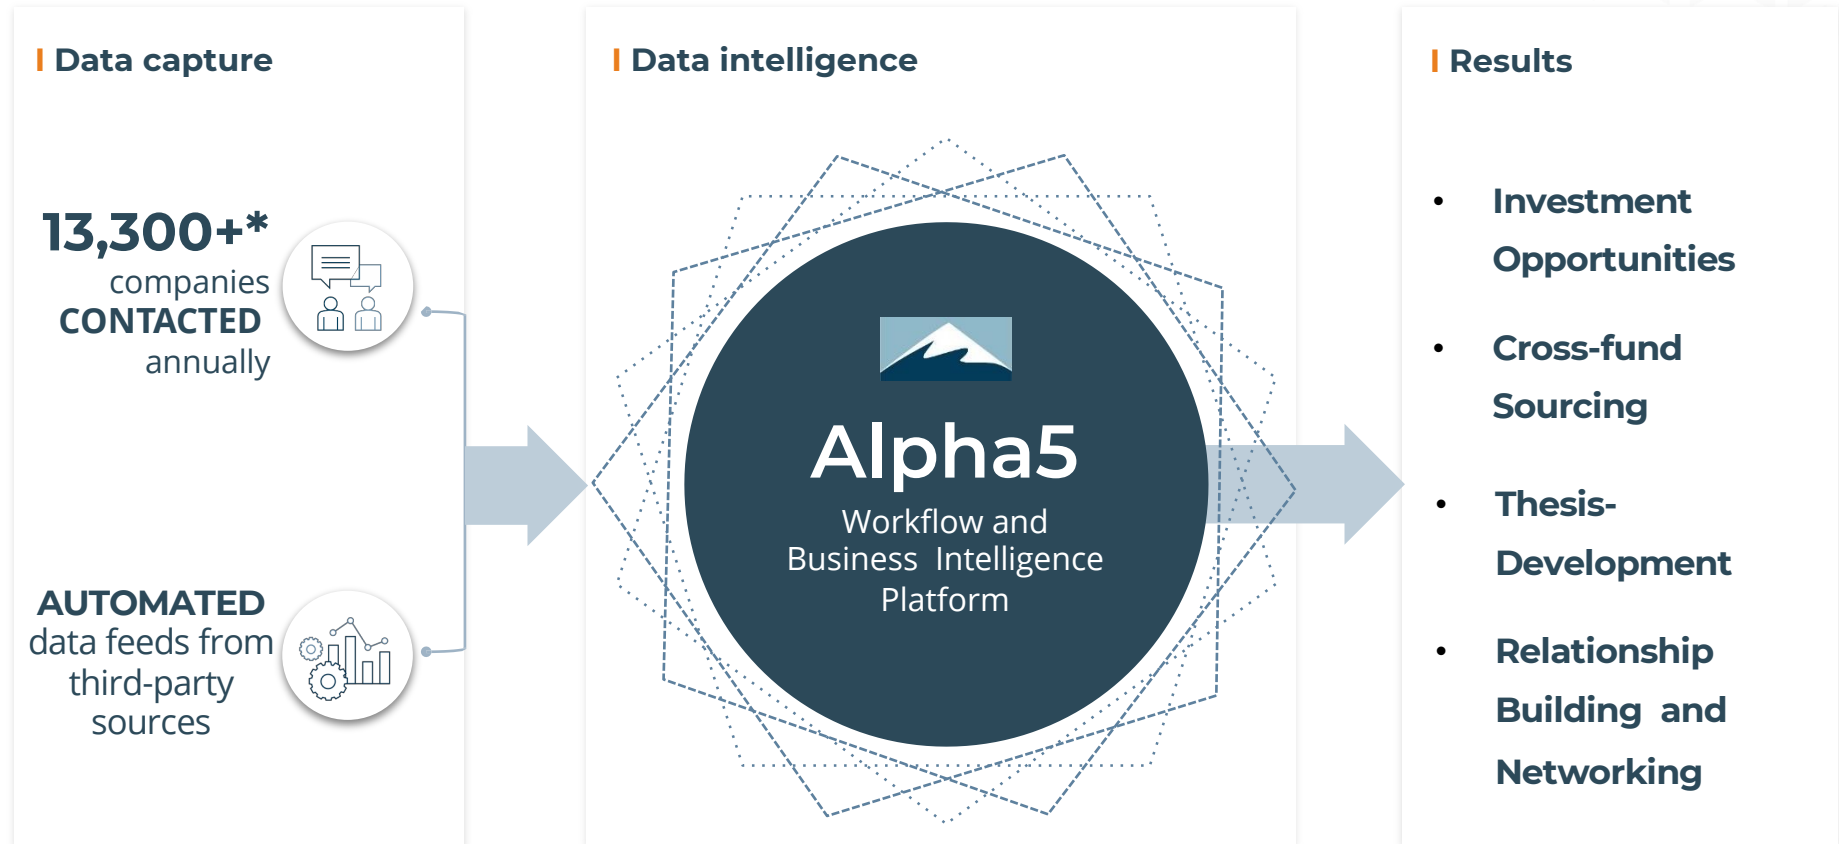 Data capture
13,300+*
companies
CONTACTED
annually
AUTOMATED
data feeds from
third-party
sources
Data intelligence
Alpha5
Workflow and
Business Intelligence
Platform
Results
• Investment
Opportunities
• Cross-fund
Sourcing
• Thesis-
Development
• Relationship
Building and
Networking